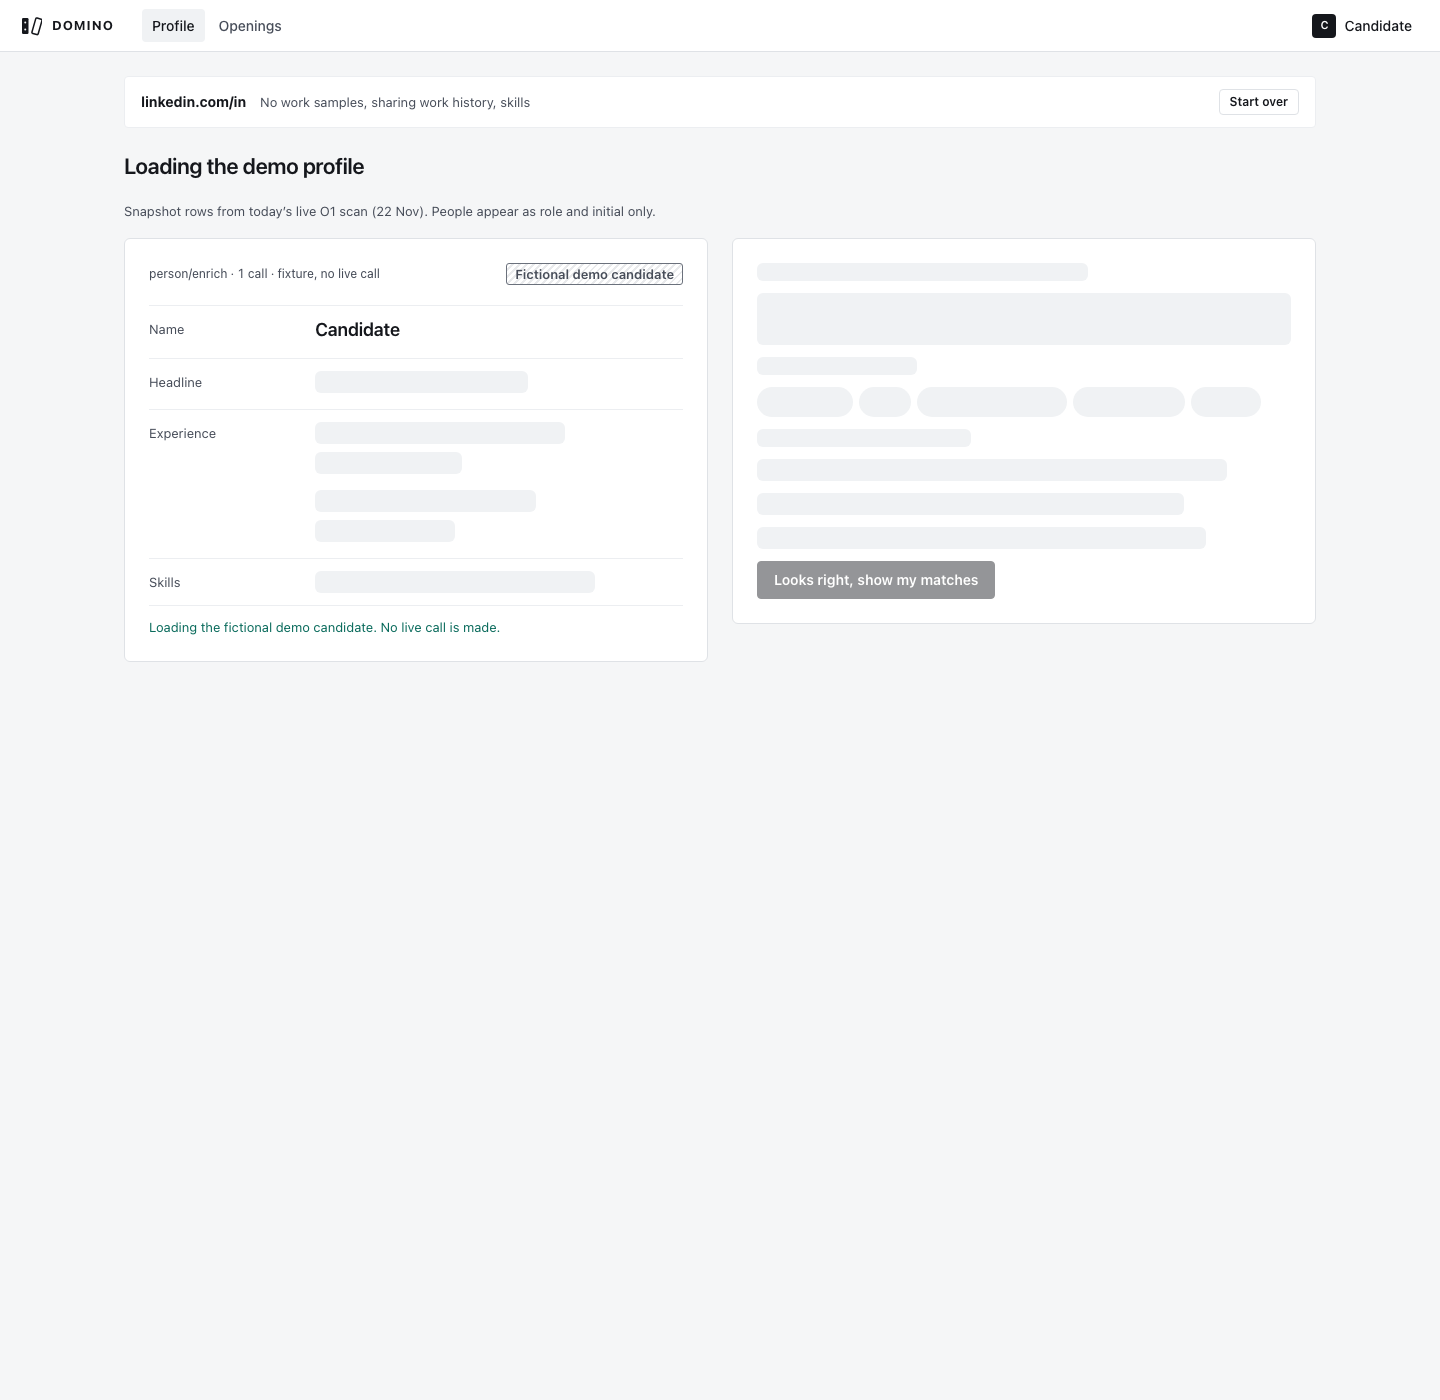 DOMINO
Profile
Openings
C
Candidate
linkedin.com/in
No work samples, sharing work history, skills
Start over
Loading the demo profile
Snapshot rows from today’s live O1 scan (22 Nov). People appear as role and initial only.
person/enrich · 1 call · fixture, no live call
Fictional demo candidate
Name
Candidate
Headline
Experience
Skills
Loading the fictional demo candidate. No live call is made.
Looks right, show my matches